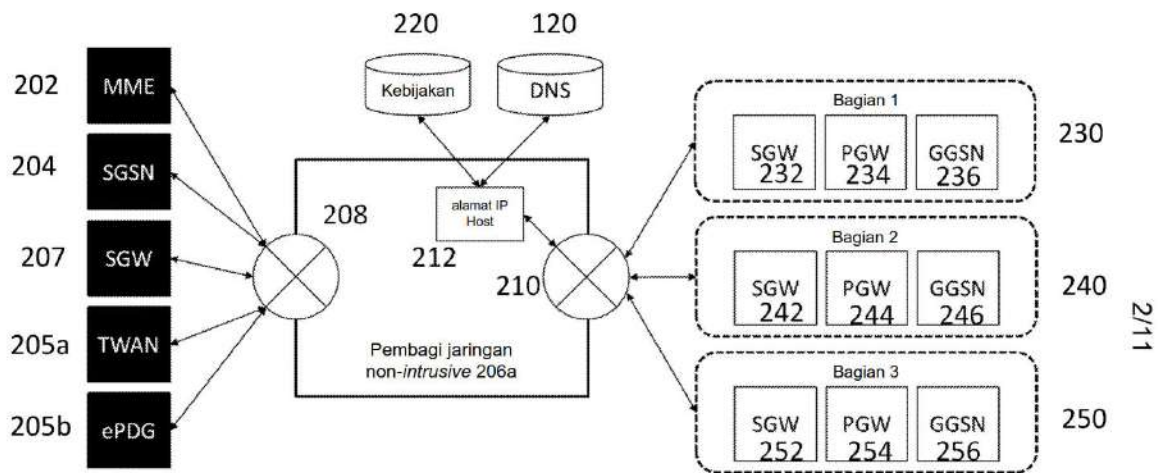 220
120
Kebijakan
DNS
202
MME
204
SGSN
207
SGW
205a
TWAN
205b
ePDG
208
alamat IP
Host
212
210
Pembagi jaringan
non-intrusive 206a
Bagian 1
SGW
232
PGW
234
GGSN
236
230
Bagian 2
SGW
242
PGW
244
GGSN
246
240
Bagian 3
SGW
252
PGW
254
GGSN
256
250
2/11